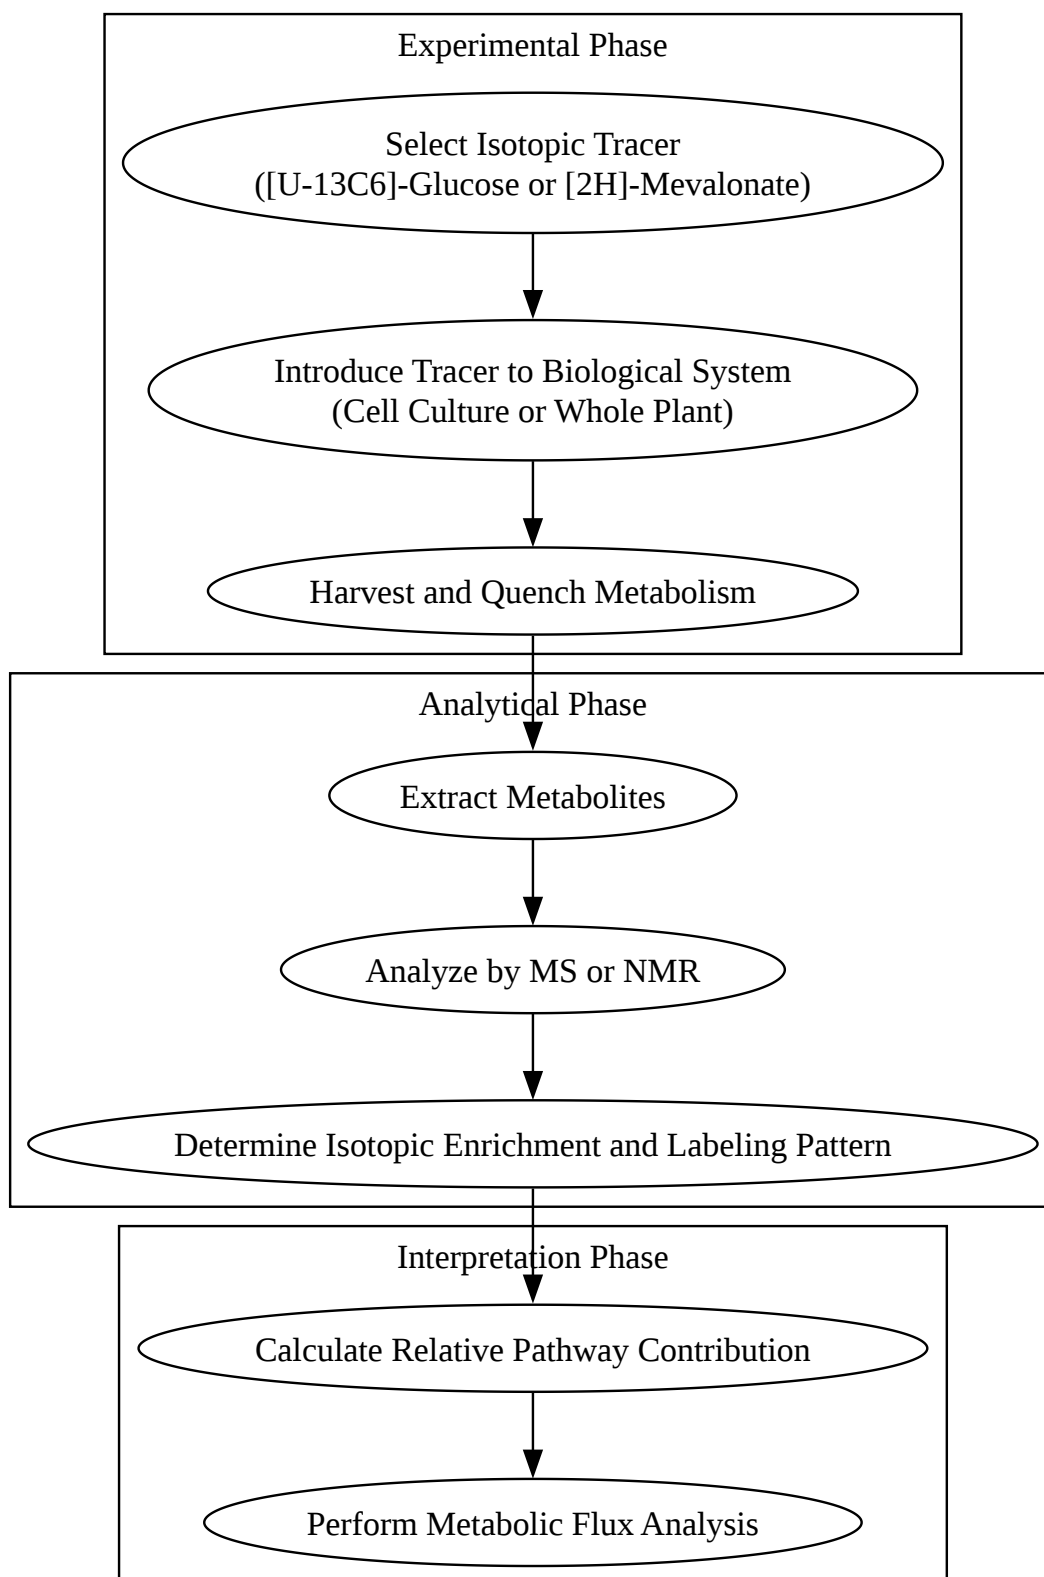 Experimental Phase
Select Isotopic Tracer
([U-13C6]-Glucose or [2H]-Mevalonate)
Introduce Tracer to Biological System
(Cell Culture or Whole Plant)
Harvest and Quench Metabolism
Analytical Phase
Extract Metabolites
Analyze by MS or NMR
Determine Isotopic Enrichment and Labeling Pattern
Interpretation Phase
Calculate Relative Pathway Contribution
Perform Metabolic Flux Analysis